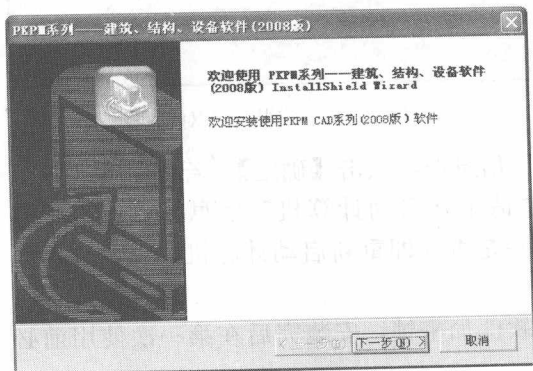 PKPM系列——建筑、结构、设备软件(2008版)
欢迎使用 PKPM系列——建筑、结构、设备软件
(2008版) InstallShield Wizard
欢迎安装使用PKPM CAD系列(2008版)软件
下一步(N) >
取消